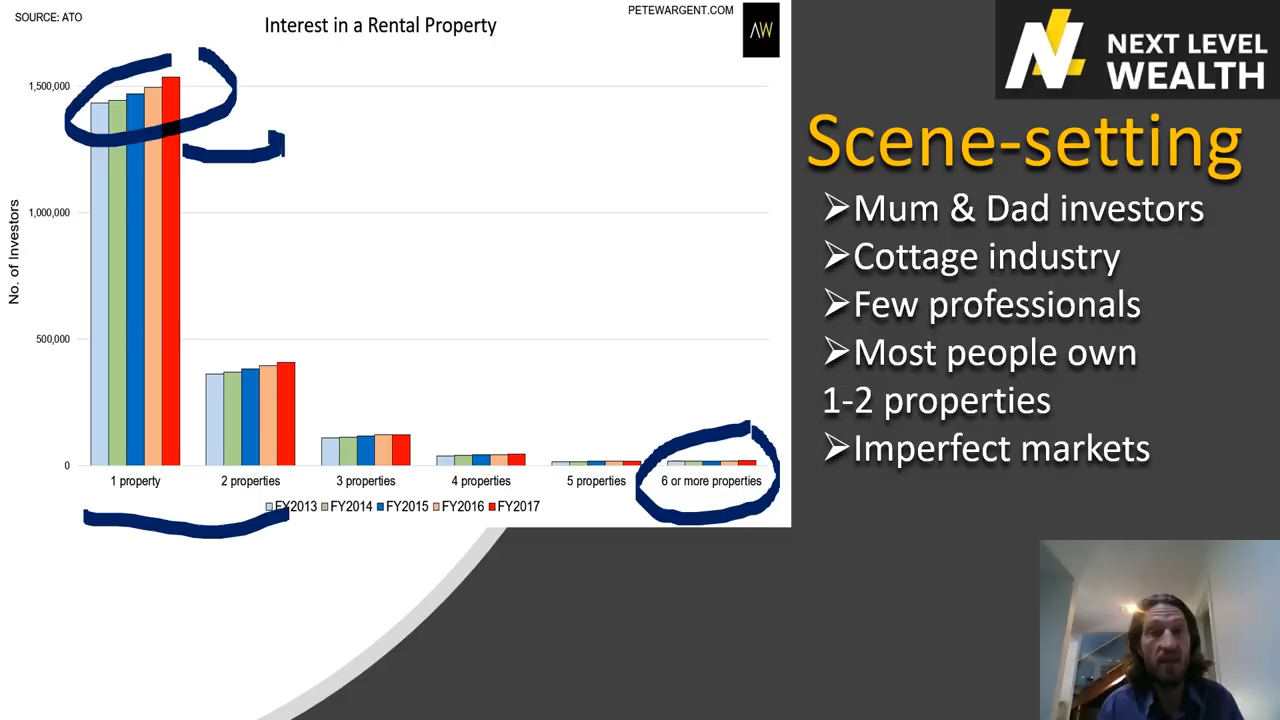 SOURCE: ATO
Interest in a Rental Property
PETEWARGENT.COM
AW
No. of Investors
1,500,000
1,000,000
500,000
0
1 property
2 properties
3 properties
4 properties
5 properties
6 or more properties
FY2013
FY2014
FY2015
FY2016
FY2017
NEXT LEVEL
WEALTH
Scene-setting
➢Mum & Dad investors
➢Cottage industry
➢Few professionals
➢Most people own
1-2 properties
➢Imperfect markets